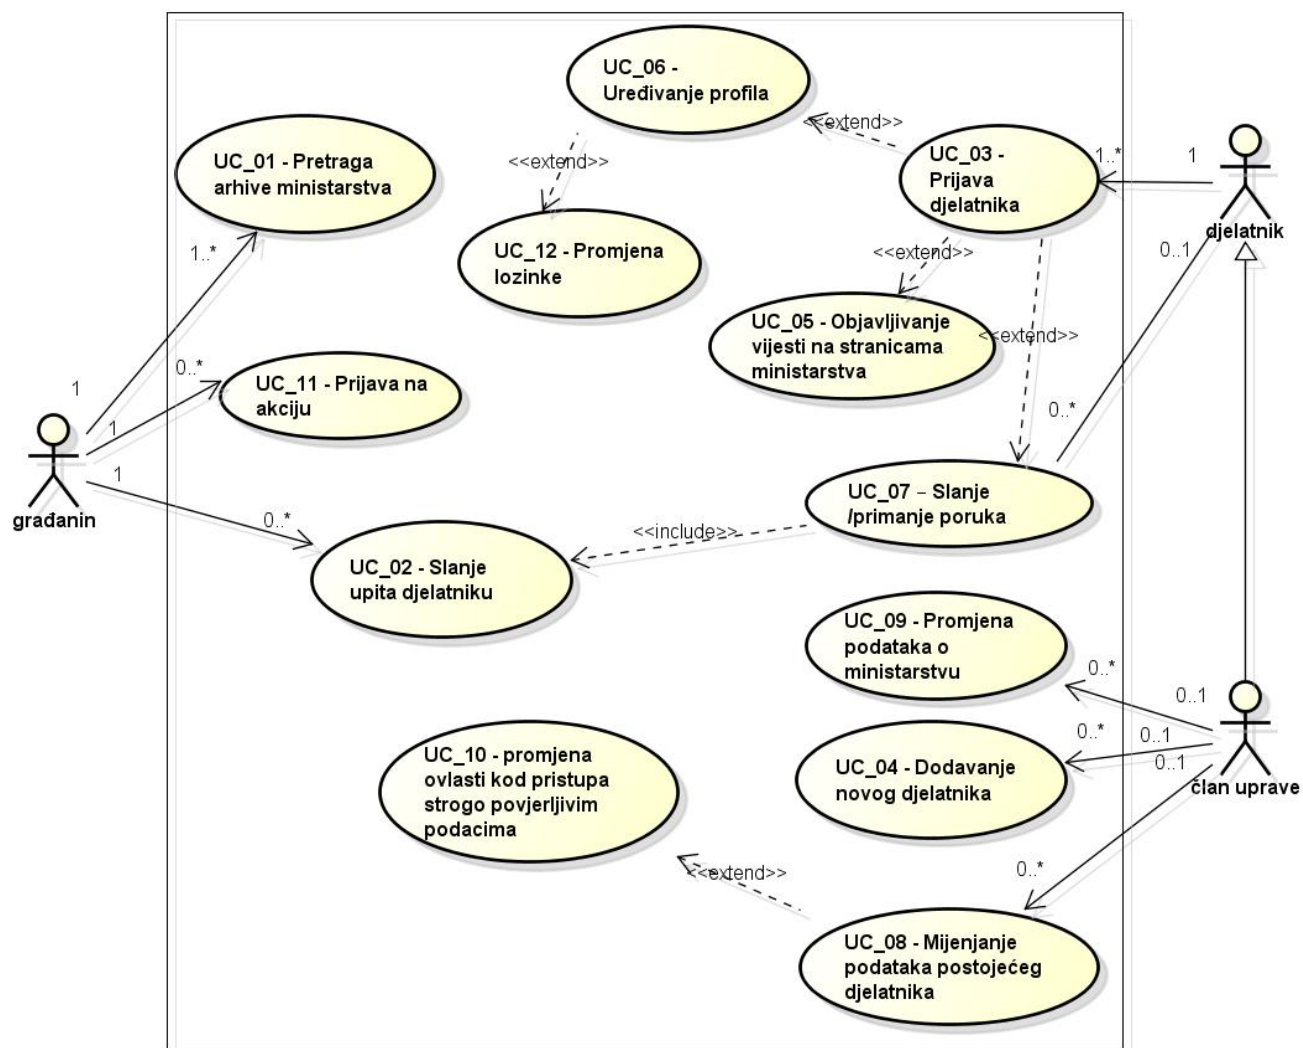 UC_06 -
Uređivanje profila
<<extend>>
UC_01 - Pretraga
arhive ministarstva
<<extend>>
UC_03 -
Prijava
djelatnika
1..*
1
djelatnik
1..*
UC_12 - Promjena
lozinke
<<extend>>
0..1
UC_05 - Objavljivanje
vijesti na stranicama
ministarstva
<<extend>>
1
0..*
UC_11 - Prijava na
akciju
0..*
1
građanin
1
0..*
UC_07 – Slanje
/primanje poruka
<<include>>
UC_02 - Slanje
upita djelatniku
UC_09 - Promjena
podataka o
ministarstvu
0..*
0..1
UC_10 - promjena
ovlasti kod pristupa
strogo povjerljivim
podacima
UC_04 - Dodavanje
novog djelatnika
0..*
0..1
0..1
član uprave
<<extend>>
0..*
UC_08 - Mijenjanje
podataka postojećeg
djelatnika